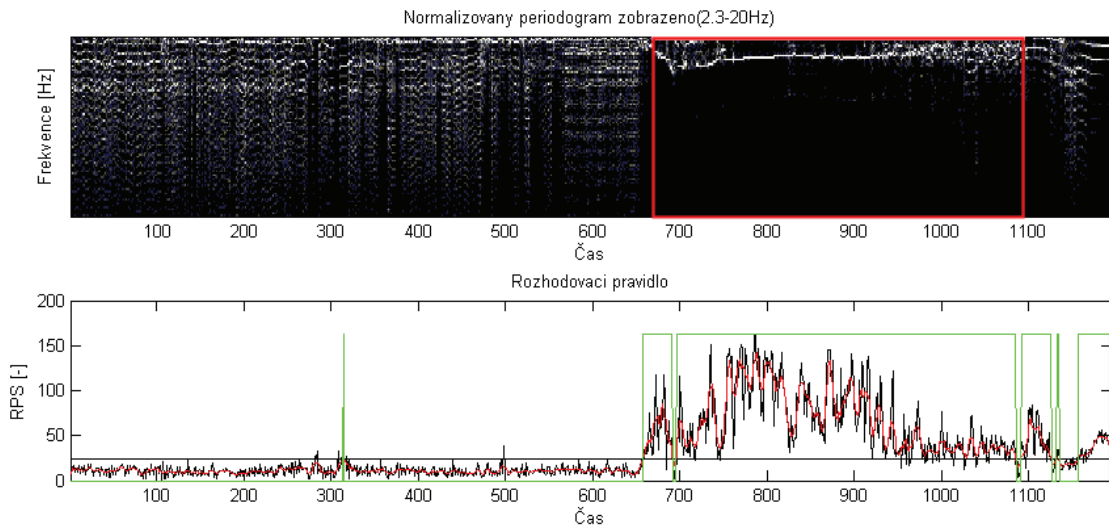 Normalizovany periodogram zobrazeno(2.3-20Hz)
Frekvence [Hz]
100 200 300 400 500 600 700 800 900 1000 1100
Čas
Rozhodovaci pravidlo
RPS [-]
200
150
100
50
0
100 200 300 400 500 600 700 800 900 1000 1100
Čas